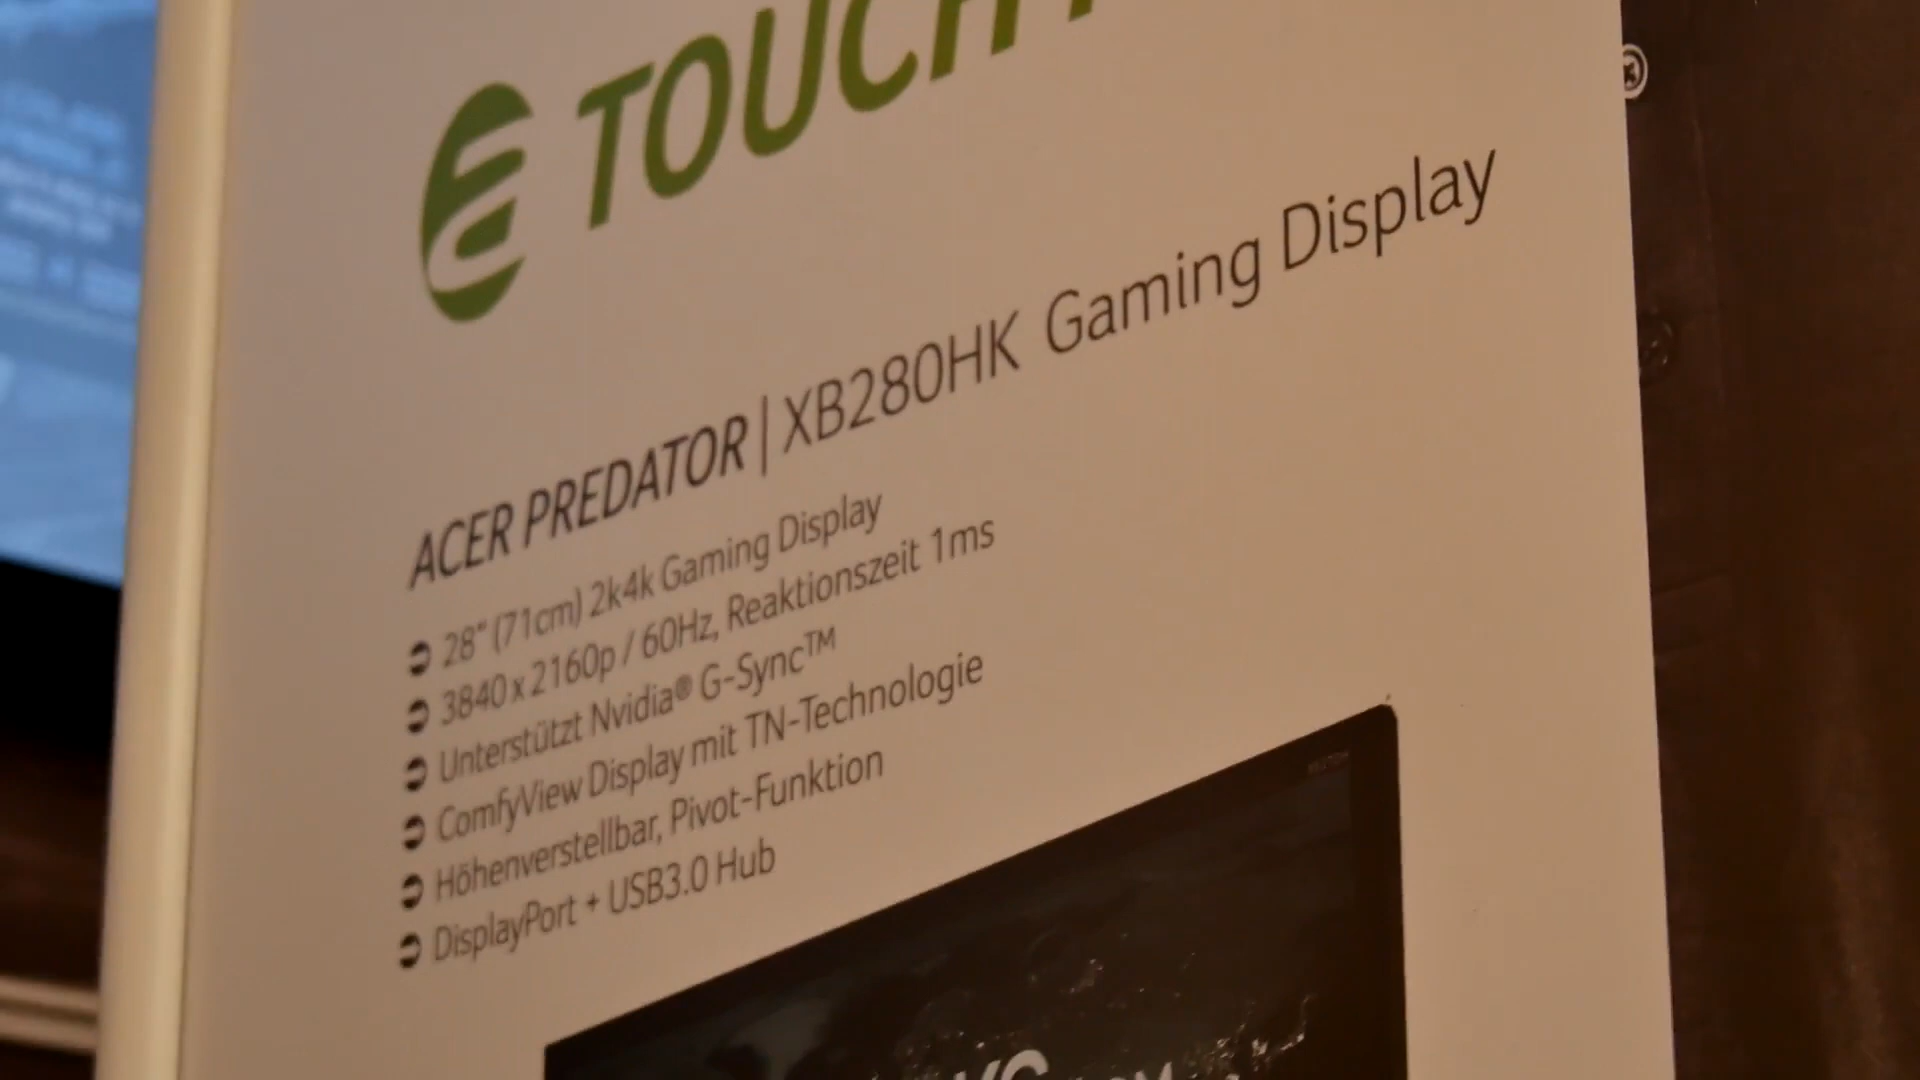 TOUCH
ACER PREDATOR | XB280HK Gaming Display
28" (71cm) 2k4k Gaming Display
3840 x 2160p / 60Hz, Reaktionszeit 1ms
Unterstützt Nvidia® G-Sync™
ComfyView Display mit TN-Technologie
Höhenverstellbar, Pivot-Funktion
DisplayPort + USB3.0 Hub